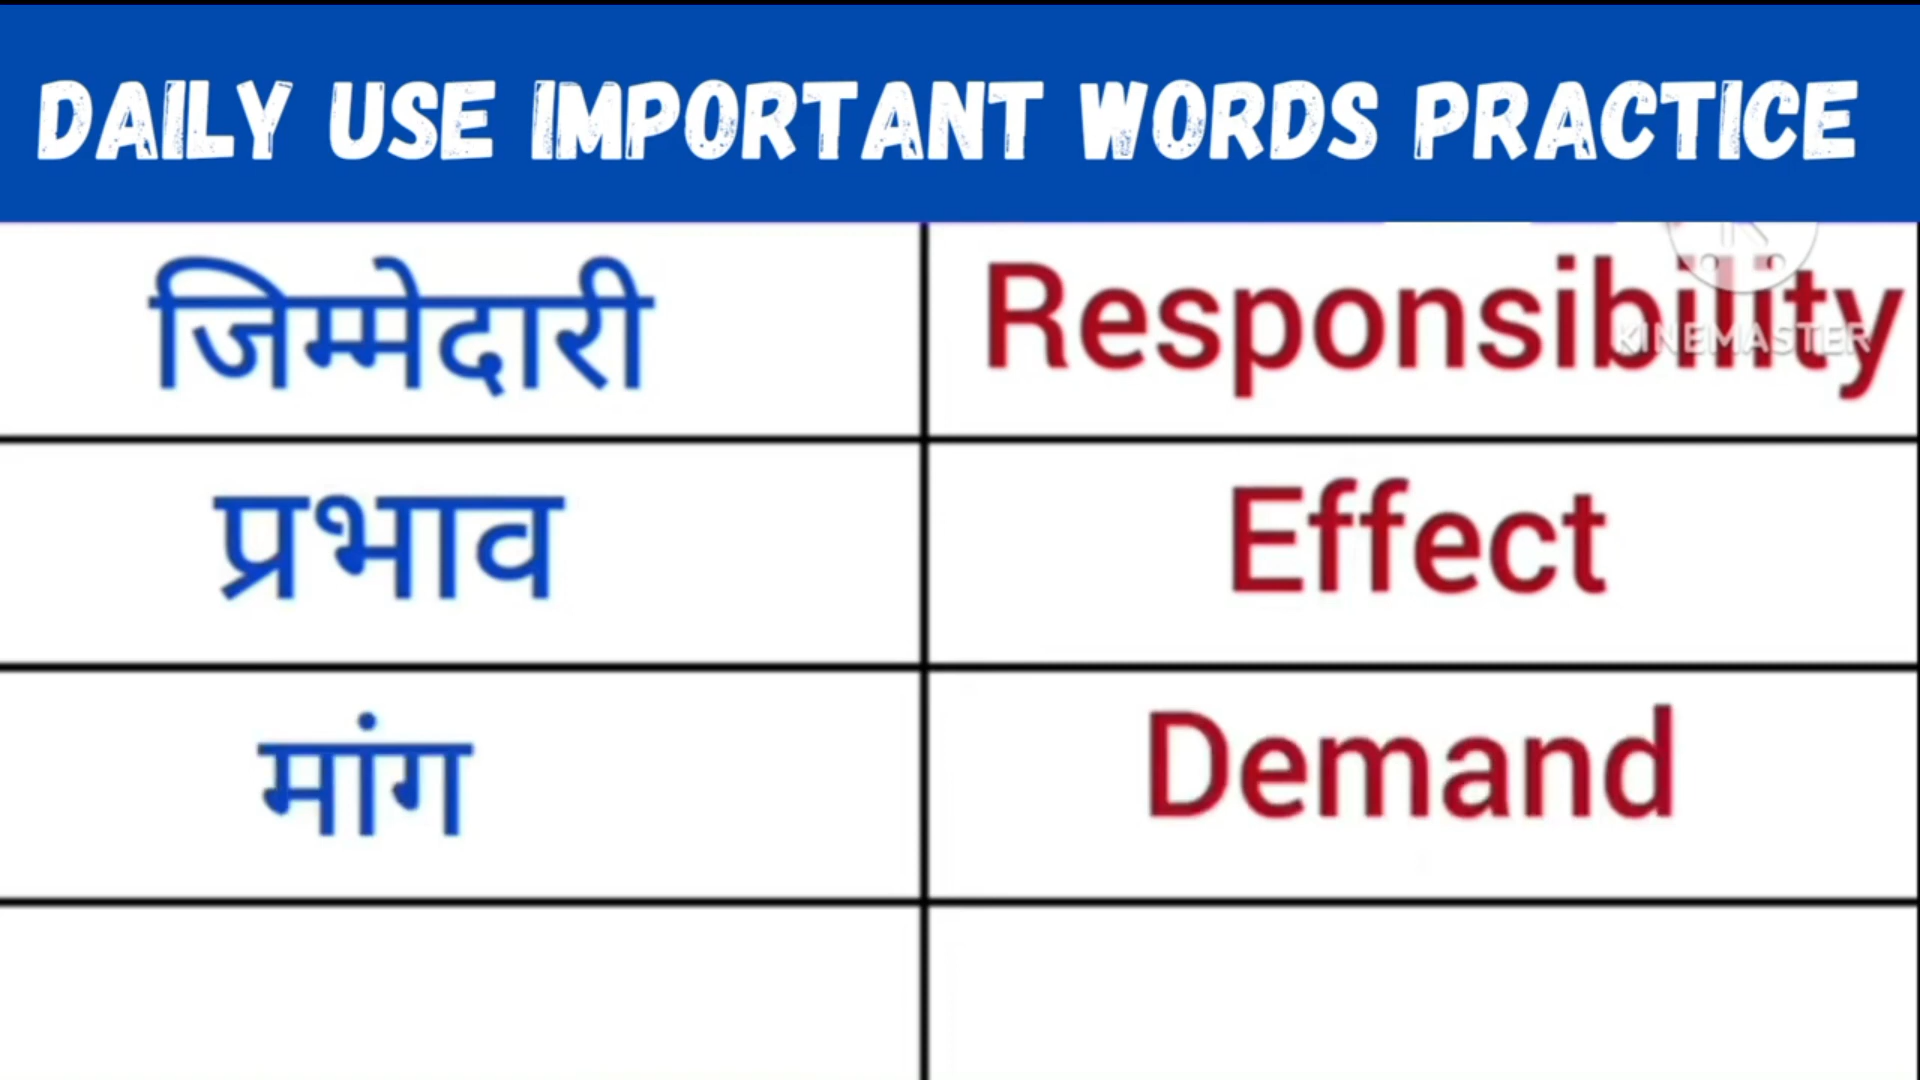 DAILY USE IMPORTANT WORDS PRACTICE
जिम्मेदारी Responsibility
KINEMASTER
प्रभाव Effect
मांग Demand